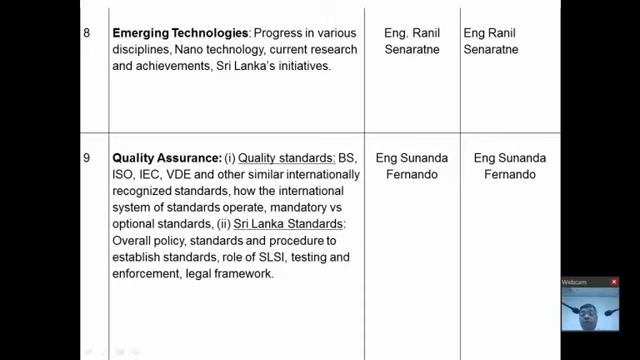 8
Emerging Technologies: Progress in various
disciplines, Nano technology, current research
and achievements, Sri Lanka's initiatives.
Eng. Ranil
Senaratne
Eng Ranil
Senaratne
9
Quality Assurance: (i) Quality standards: BS,
ISO, IEC, VDE and other similar internationally
recognized standards, how the international
system of standards operate, mandatory vs
optional standards, (ii) Sri Lanka Standards:
Overall policy, standards and procedure to
establish standards, role of SLSI, testing and
enforcement, legal framework.
Eng Sunanda
Fernando
Eng Sunanda
Fernando
Webcam